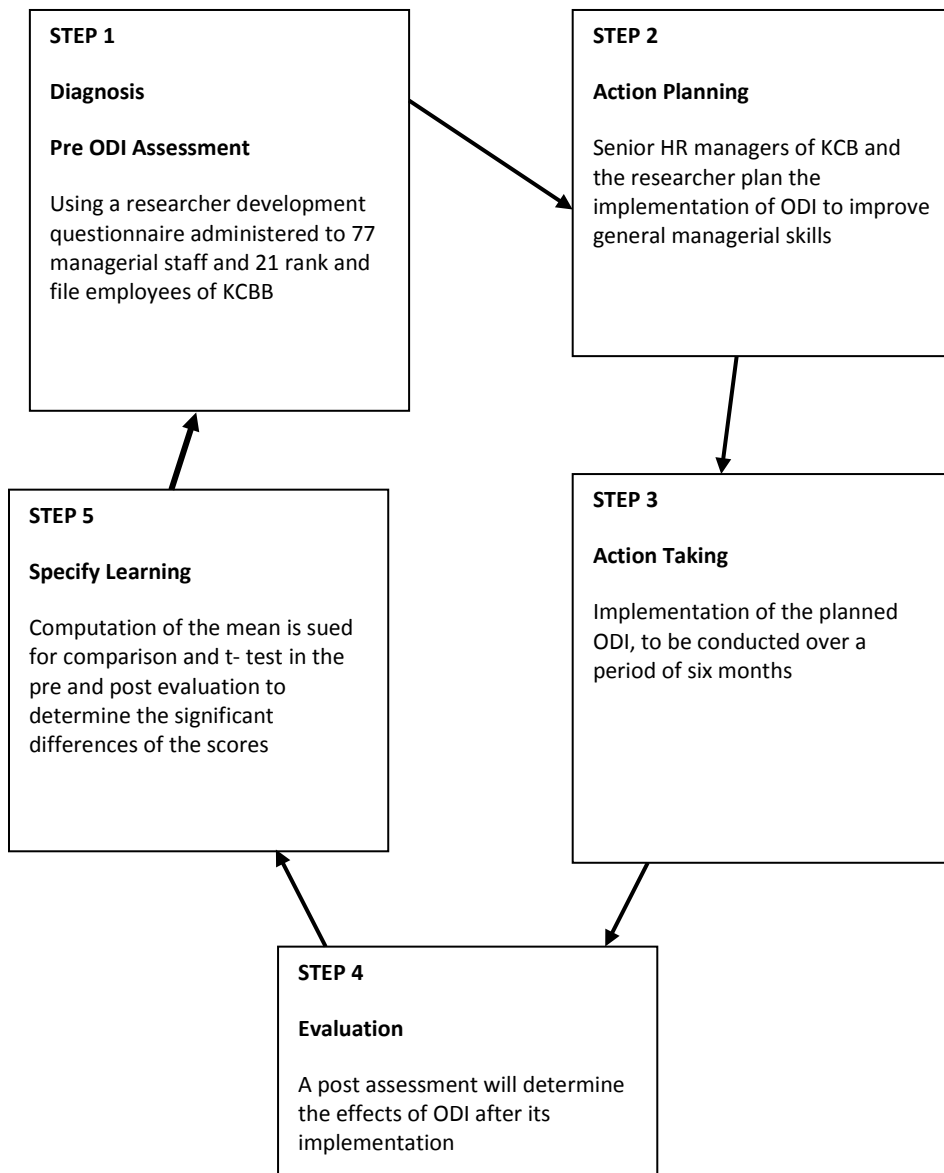 STEP 1
Diagnosis
Pre ODI Assessment
Using a researcher development
questionnaire administered to 77
managerial staff and 21 rank and
file employees of KCBB
STEP 2
Action Planning
Senior HR managers of KCB and
the researcher plan the
implementation of ODI to improve
general managerial skills
STEP 3
Action Taking
Implementation of the planned
ODI, to be conducted over a
period of six months
STEP 4
Evaluation
A post assessment will determine
the effects of ODI after its
implementation
STEP 5
Specify Learning
Computation of the mean is sued
for comparison and t- test in the
pre and post evaluation to
determine the significant
differences of the scores